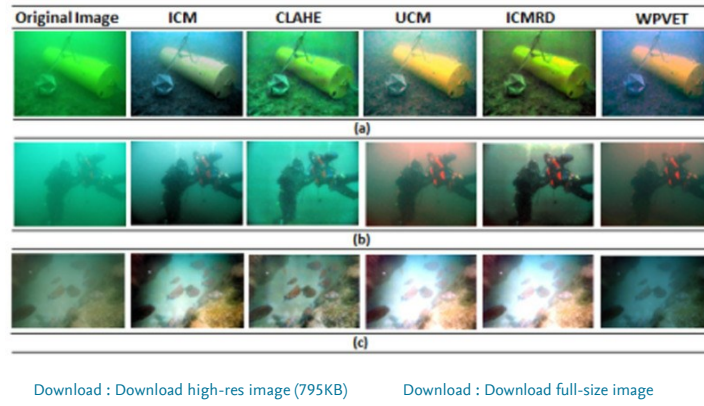 Original Image ICM CLAHE UCM ICMRD WPVET
(a)
(b)
(c)
Download : Download high-res image (795KB) Download : Download full-size image